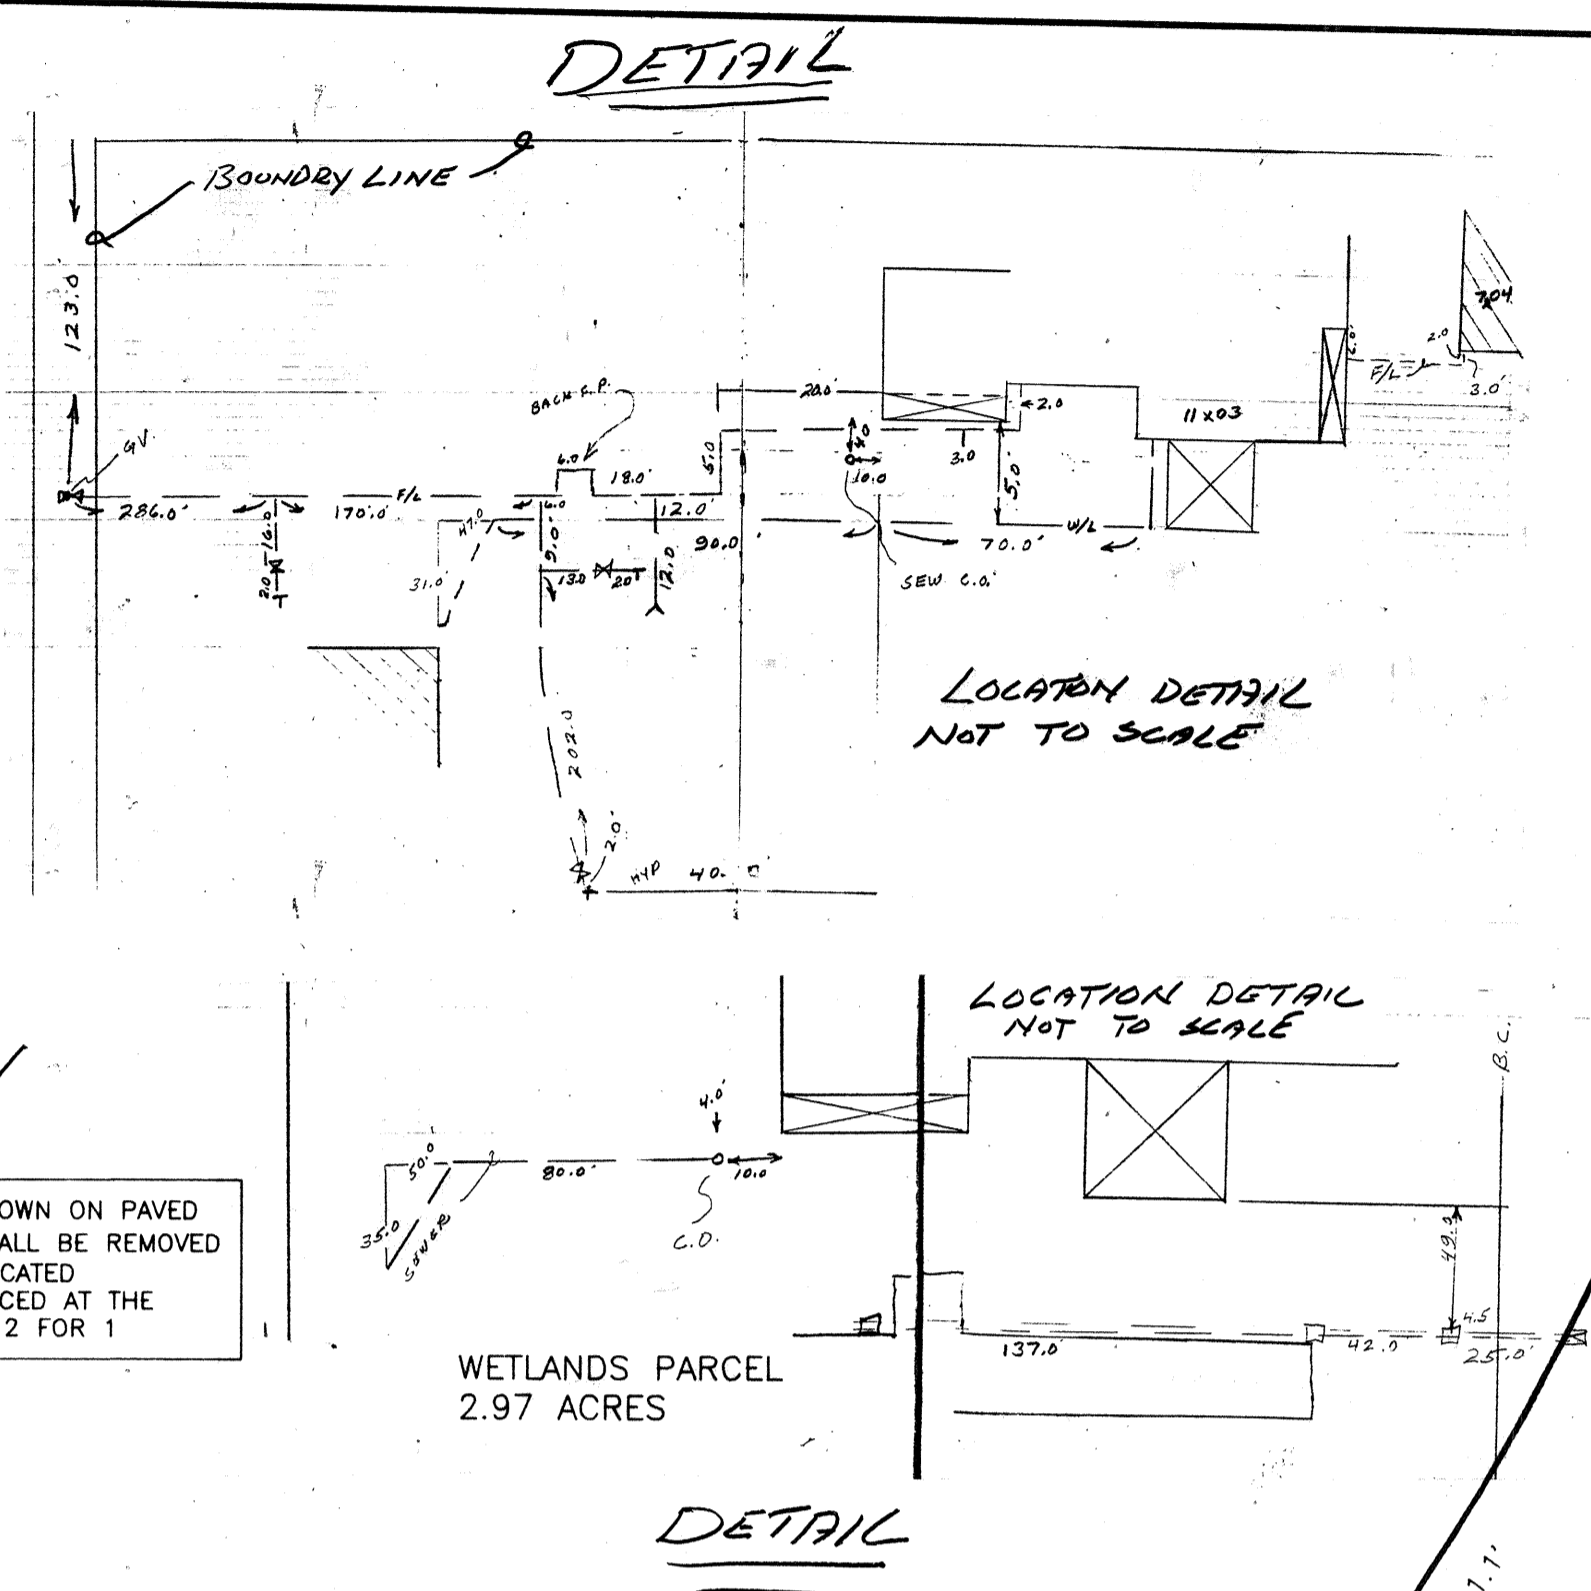 DETAIL
BOUNDRY LINE
123.0'
GV.
286.0'
16.0'
2.0
T
170.0'
F/L
BACK F.P.
6.0
18.0'
6.0
12.0'
5.0
20.0'
2.0
4.0
10.0
3.0
5.0'
11x03
6.0'
F/L
2.0
3.0'
7x04
H7.0
31.0'
9.0'
13.0
2.0
T
12.0
90.0
70.0'
W/L
SEW C.O.
LOCATON DETAIL
NOT TO SCALE
202.0
2.0'
HYD 40.
LOCATION DETAIL
NOT TO SCALE
B.C.
4.0'
50.0'
80.0'
10.0
35.0
SEWER
C.O.
49.
4.5
137.0'
42.0
25.0'
OWN ON PAVED
ALL BE REMOVED
CATED
CED AT THE
2 FOR 1
WETLANDS PARCEL
2.97 ACRES
DETAIL